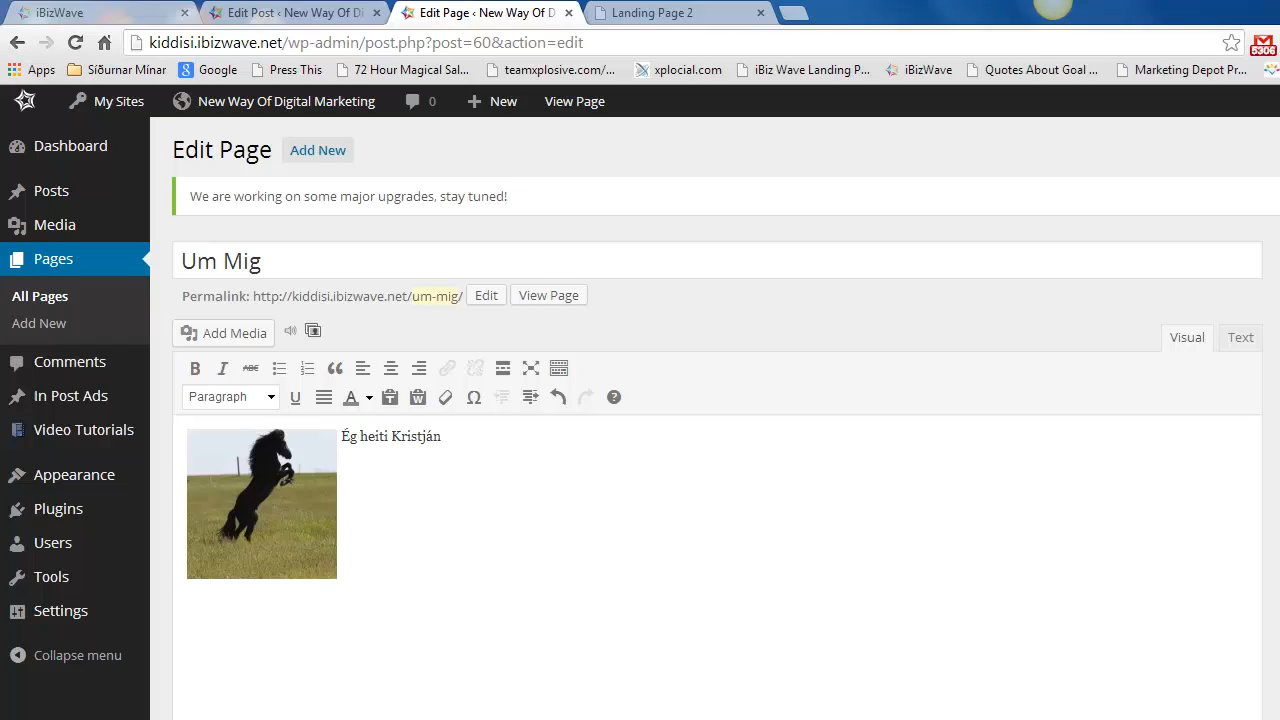 iBizWave
Edit Post ‹ New Way Of Di
Edit Page ‹ New Way Of D
Landing Page 2
kiddisi.ibizwave.net/wp-admin/post.php?post=60&action=edit
5306
Apps
Síðurnar Mínar
Google
Press This
72 Hour Magical Sal...
teamxplosive.com/...
xplocial.com
iBiz Wave Landing P...
iBizWave
Quotes About Goal ...
Marketing Depot Pr...
My Sites
New Way Of Digital Marketing
0
New
View Page
Dashboard
Posts
Media
Pages
All Pages
Add New
Comments
In Post Ads
Video Tutorials
Appearance
Plugins
Users
Tools
Settings
Collapse menu
Edit Page
Add New
We are working on some major upgrades, stay tuned!
Um Mig
Permalink: http://kiddisi.ibizwave.net/um-mig/
Edit
View Page
Add Media
Visual
Text
B I ABC
Paragraph
U A T W Ω ?
Ég heiti Kristján